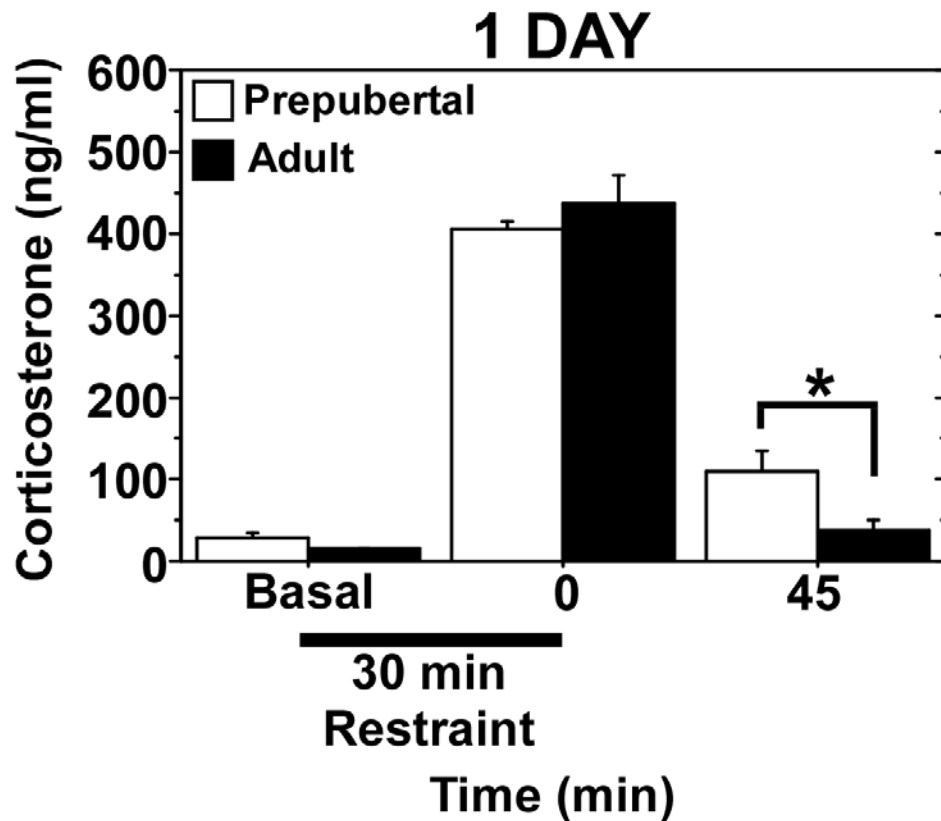 1 DAY
Corticosterone (ng/ml)
600
500
400
300
200
100
0
Prepubertal
Adult
*
Basal
0
45
30 min
Restraint
Time (min)